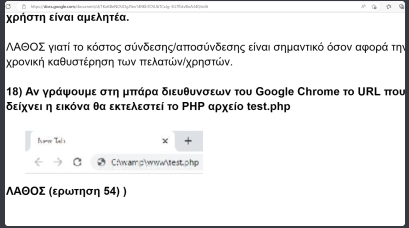 χρήστη είναι αμελητέα.
ΛΑΘΟΣ γιατί το κόστος σύνδεσης/αποσύνδεσης είναι σημαντικό όσον αφορά την
χρονική καθυστέρηση των πελατών/χρηστών.
18) Αν γράψουμε στη μπάρα διευθυνσεων του Google Chrome το URL που
δείχνει η εικόνα θα εκτελεστεί το PHP αρχείο test.php
New Tab
C:\wamp\www\test.php
ΛΑΘΟΣ (ερωτηση 54) )